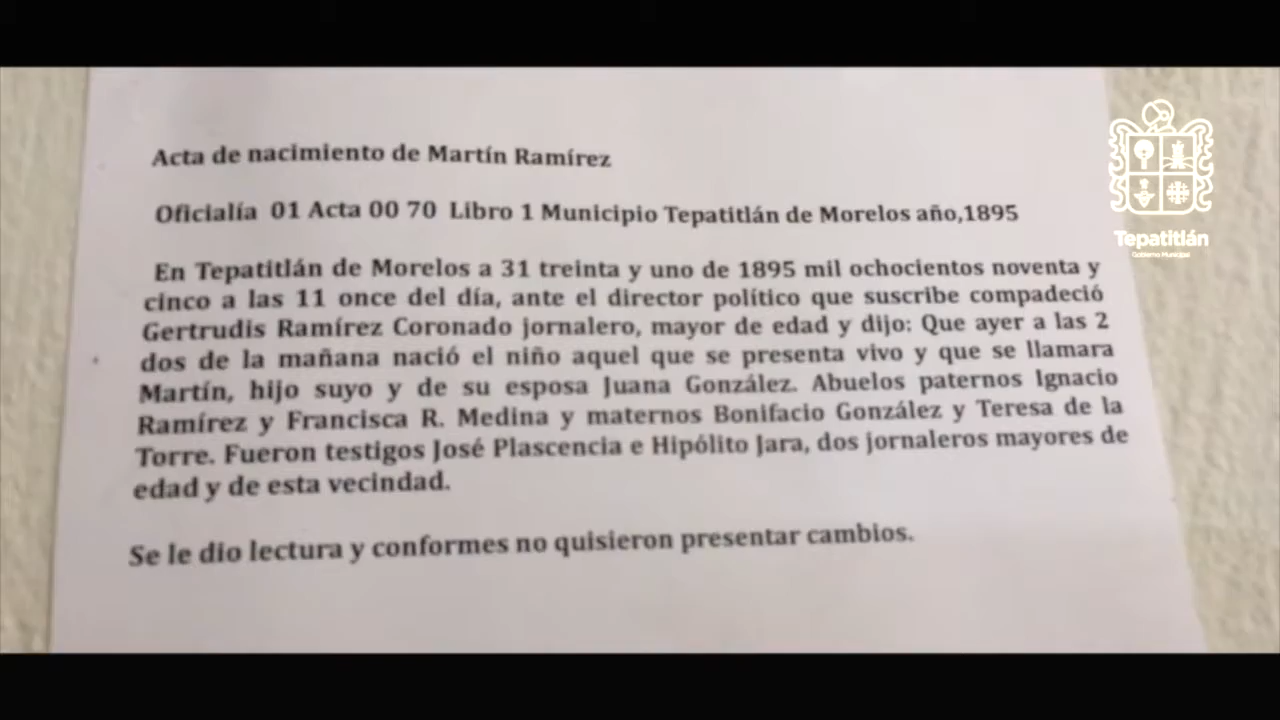 Acta de nacimiento de Martín Ramírez
Oficialía 01 Acta 00 70 Libro 1 Municipio Tepatitlán de Morelos año,1895
En Tepatitlán de Morelos a 31 treinta y uno de 1895 mil ochocientos noventa y
cinco a las 11 once del día, ante el director político que suscribe compadeció
Gertrudis Ramírez Coronado jornalero, mayor de edad y dijo: Que ayer a las 2
dos de la mañana nació el niño aquel que se presenta vivo y que se llamara
Martín, hijo suyo y de su esposa Juana González. Abuelos paternos Ignacio
Ramírez y Francisca R. Medina y maternos Bonifacio González y Teresa de la
Torre. Fueron testigos José Plascencia e Hipólito Jara, dos jornaleros mayores de
edad y de esta vecindad.
Se le dio lectura y conformes no quisieron presentar cambios.
Tepatitlán
Gobierno Municipal